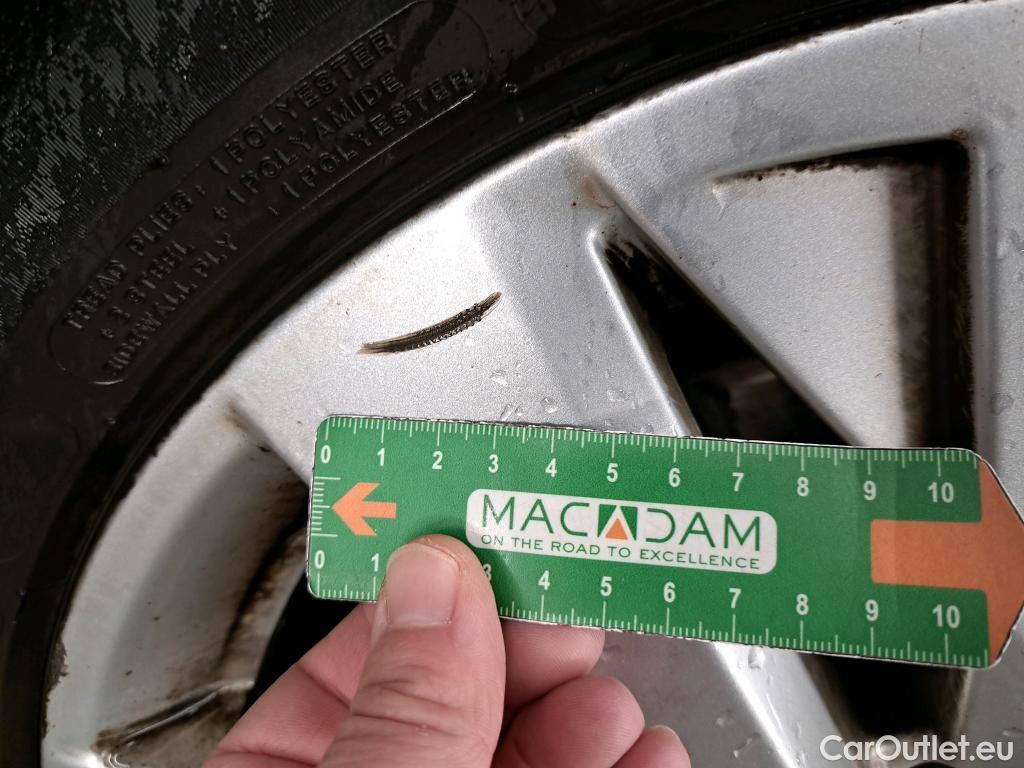 TREAD PLIES: 1 POLYESTER
+ 2 STEEL + 1 POLYAMIDE
SIDEWALL PLY : 1 POLYESTER
0 1 2 3 4 5 6 7 8 9 10
MACADAM
ON THE ROAD TO EXCELLENCE
0 1 3 4 5 6 7 8 9 10
CarOutlet.eu